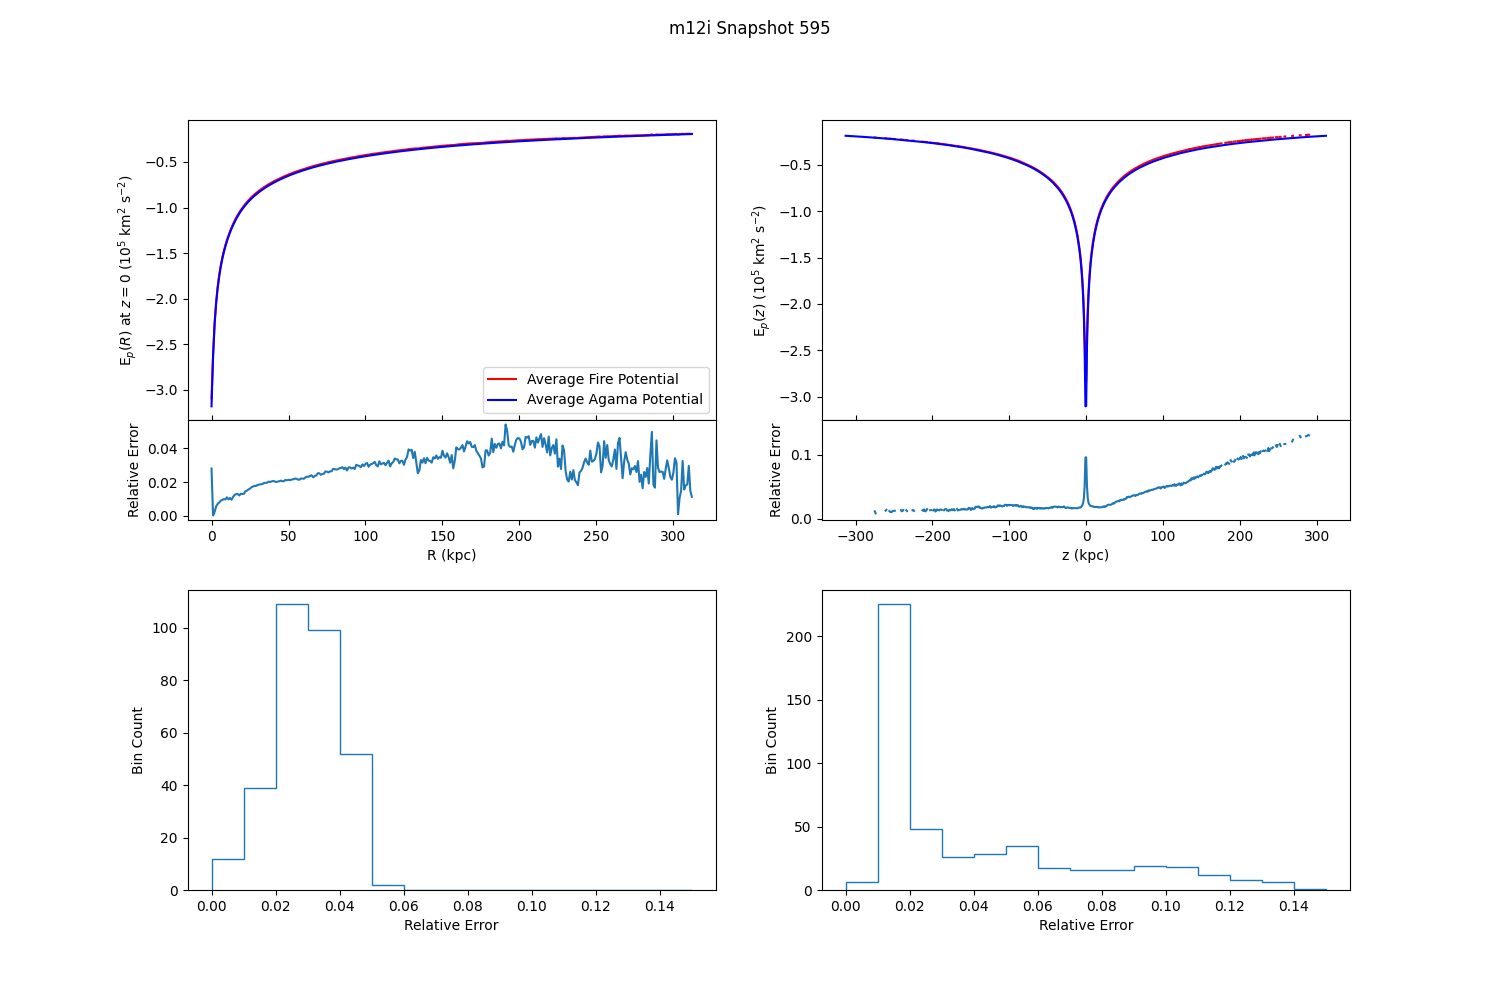 m12i Snapshot 595
E_p(R) at z = 0 (10^5 km^2 s^−2)
−0.5
−1.0
−1.5
−2.0
−2.5
−3.0
Average Fire Potential
Average Agama Potential
Relative Error
0.04
0.02
0.00
0 50 100 150 200 250 300
R (kpc)
E_p(z) (10^5 km^2 s^−2)
−0.5
−1.0
−1.5
−2.0
−2.5
−3.0
Relative Error
0.1
0.0
−300 −200 −100 0 100 200 300
z (kpc)
Bin Count
100
80
60
40
20
0
0.00 0.02 0.04 0.06 0.08 0.10 0.12 0.14
Relative Error
Bin Count
200
150
100
50
0
0.00 0.02 0.04 0.06 0.08 0.10 0.12 0.14
Relative Error